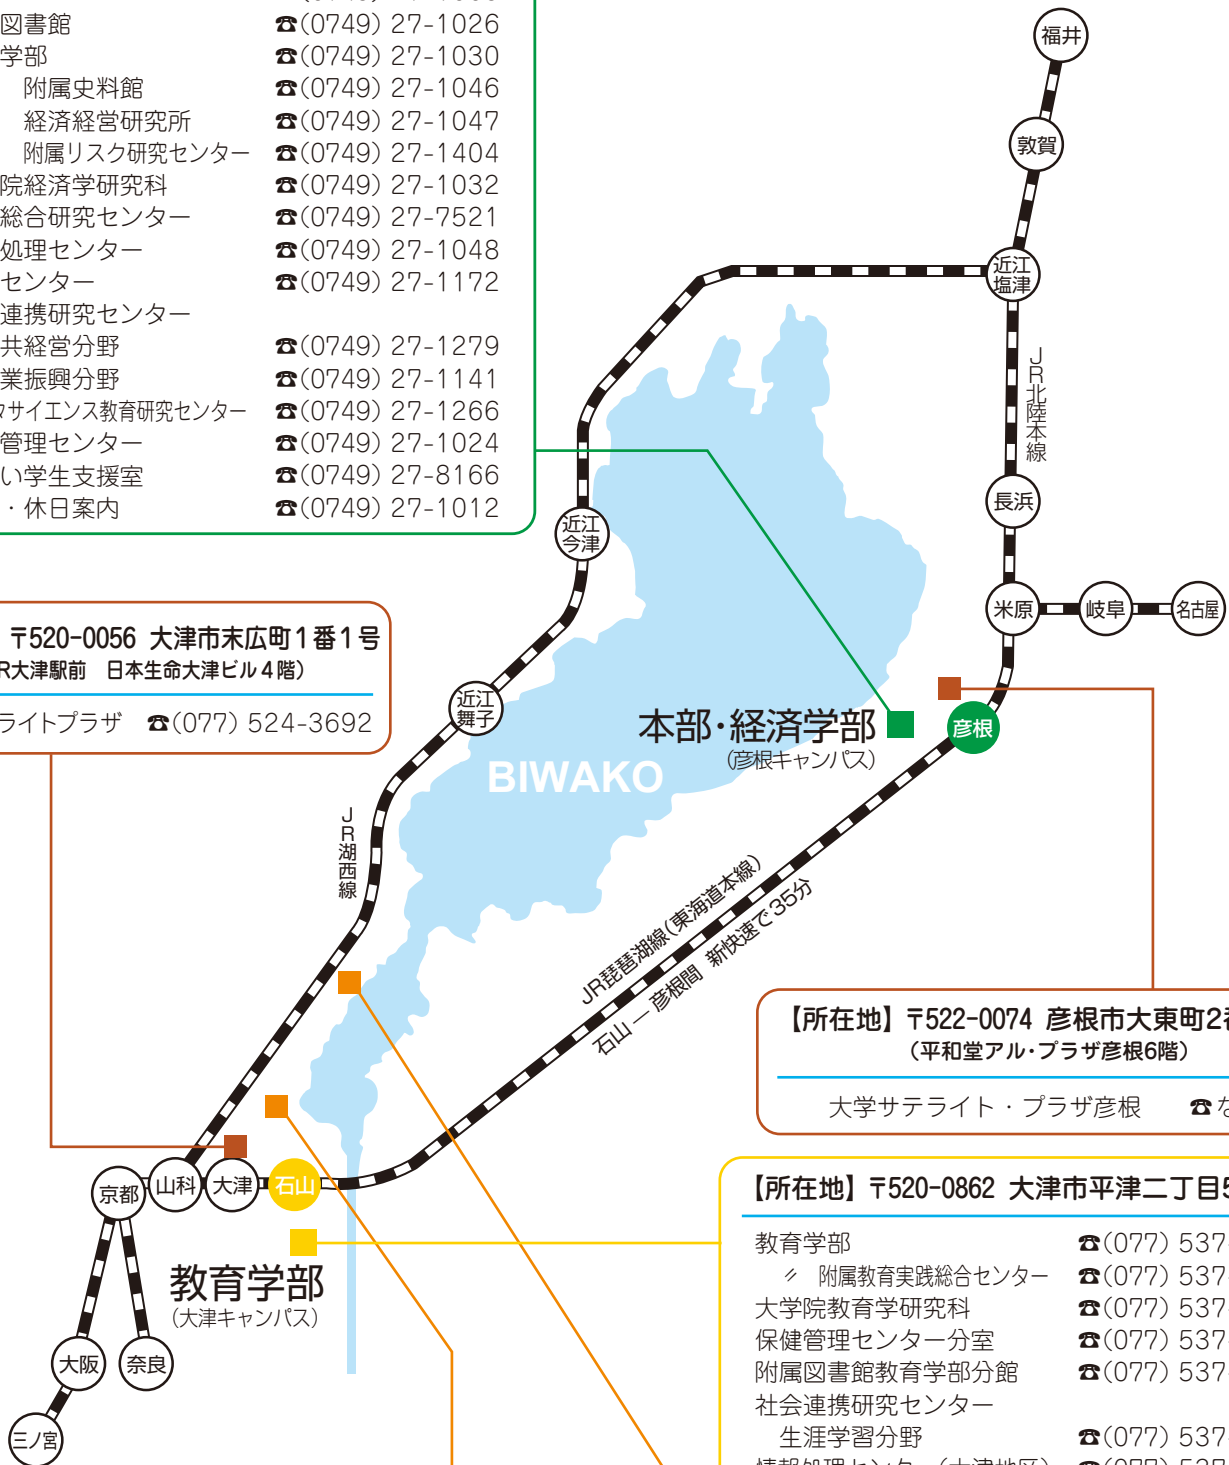 図書館 ☎(0749) 27-1026
学部 ☎(0749) 27-1030
附属史料館 ☎(0749) 27-1046
経済経営研究所 ☎(0749) 27-1047
附属リスク研究センター ☎(0749) 27-1404
院経済学研究科 ☎(0749) 27-1032
総合研究センター ☎(0749) 27-7521
処理センター ☎(0749) 27-1048
センター ☎(0749) 27-1172
連携研究センター
共経営分野 ☎(0749) 27-1279
業振興分野 ☎(0749) 27-1141
タサイエンス教育研究センター ☎(0749) 27-1266
管理センター ☎(0749) 27-1024
い学生支援室 ☎(0749) 27-8166
・休日案内 ☎(0749) 27-1012
福井
敦賀
近江
塩津
JR北陸本線
長浜
米原
岐阜
名古屋
近江
今津
〒520-0056 大津市末広町1番1号
R大津駅前 日本生命大津ビル4階)
ライトプラザ ☎(077) 524-3692
近江
舞子
本部・経済学部
(彦根キャンパス)
彦根
BIWAKO
JR湖西線
JR琵琶湖線(東海道本線)
石山 ― 彦根間 新快速で35分
【所在地】〒522-0074 彦根市大東町2番
(平和堂アル・プラザ彦根6階)
大学サテライト・プラザ彦根 ☎な
京都
山科
大津
石山
教育学部
(大津キャンパス)
大阪
奈良
三ノ宮
【所在地】〒520-0862 大津市平津二丁目5
教育学部 ☎(077) 537-
〃 附属教育実践総合センター ☎(077) 537-
大学院教育学研究科 ☎(077) 537-
保健管理センター分室 ☎(077) 537-
附属図書館教育学部分館 ☎(077) 537-
社会連携研究センター
生涯学習分野 ☎(077) 537-
情報処理センター(大津地区) ☎(077) 537-